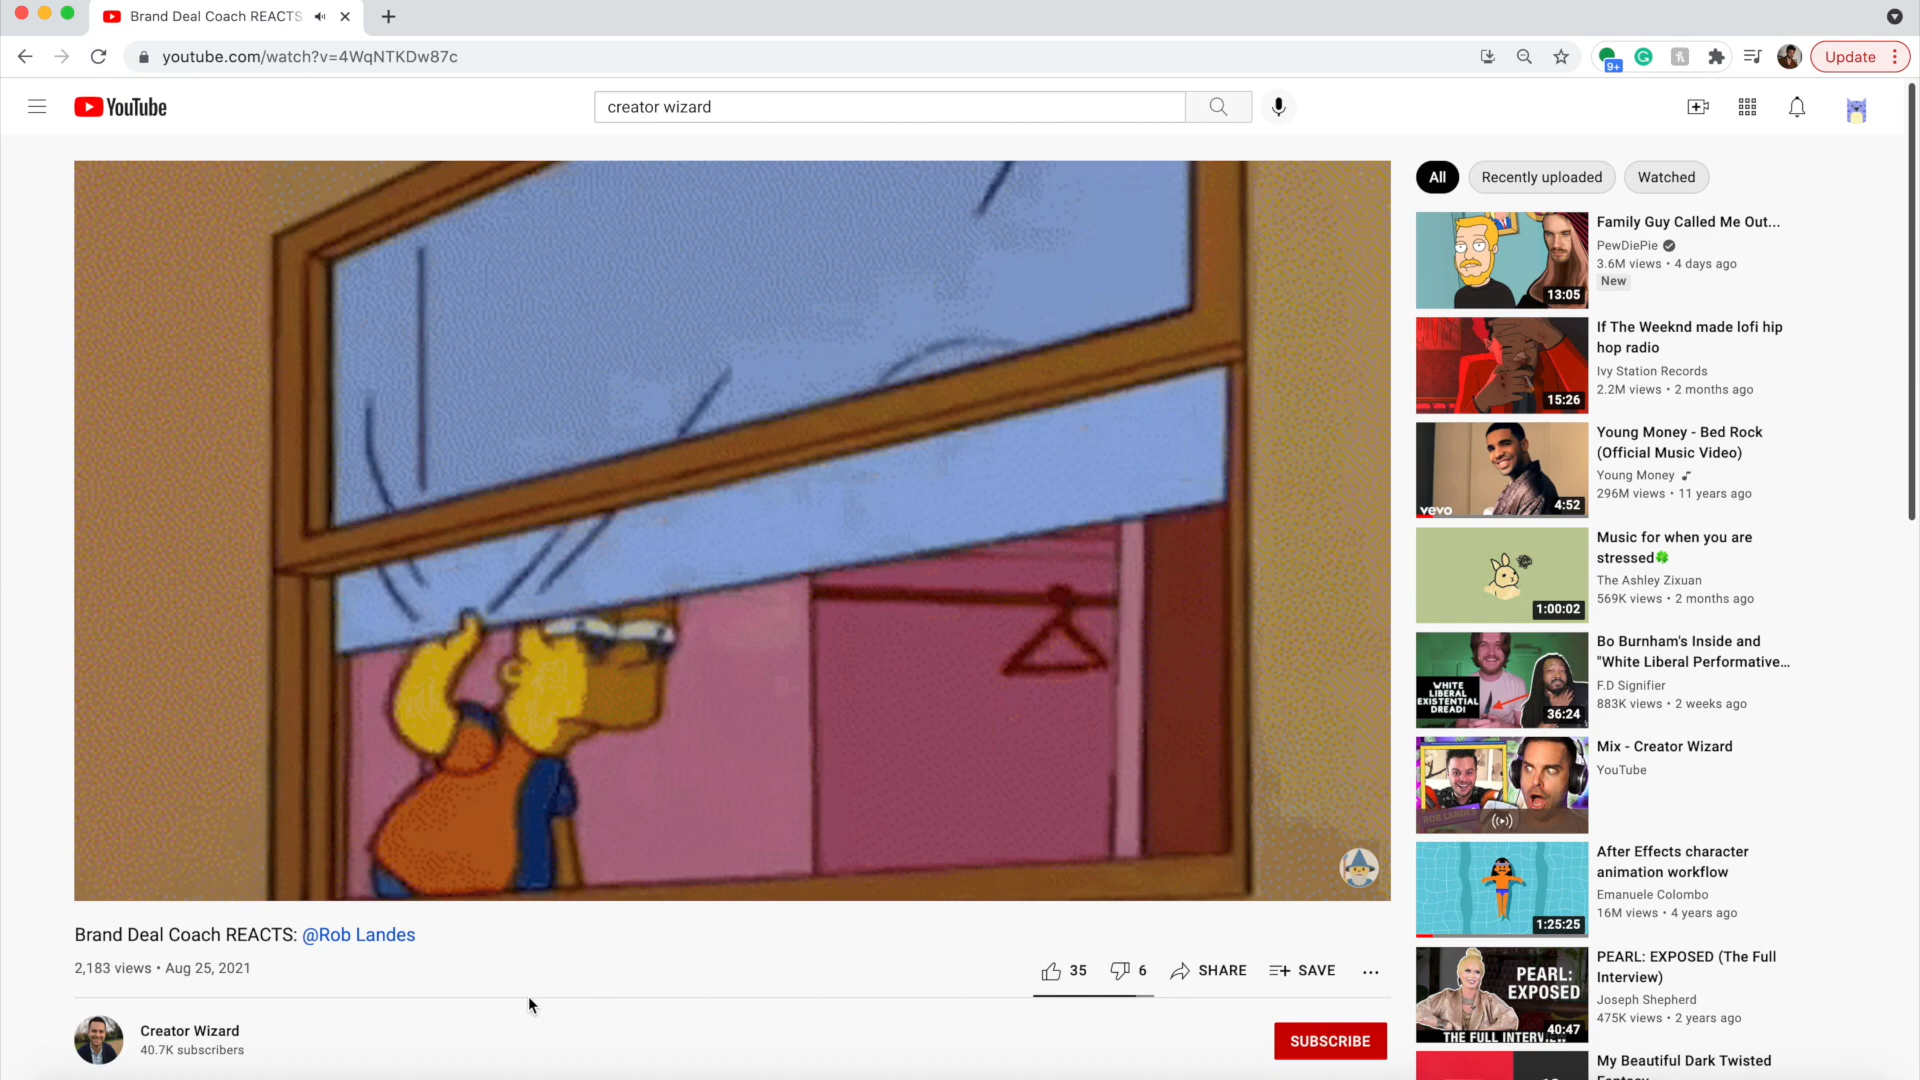 Brand Deal Coach REACTS
youtube.com/watch?v=4WqNTKDw87c
9+
Update
YouTube
creator wizard
All
Recently uploaded
Watched
Family Guy Called Me Out...
PewDiePie
3.6M views • 4 days ago
New
13:05
If The Weeknd made lofi hip
hop radio
Ivy Station Records
2.2M views • 2 months ago
15:26
Young Money - Bed Rock
(Official Music Video)
Young Money
296M views • 11 years ago
vevo
4:52
Music for when you are
stressed🍀
The Ashley Zixuan
569K views • 2 months ago
1:00:02
Bo Burnham's Inside and
"White Liberal Performative...
F.D Signifier
883K views • 2 weeks ago
WHITE
LIBERAL
EXISTENTIAL
DREAD!
36:24
Mix - Creator Wizard
YouTube
ROB LANDES
After Effects character
animation workflow
Emanuele Colombo
16M views • 4 years ago
1:25:25
PEARL: EXPOSED (The Full
Interview)
Joseph Shepherd
475K views • 2 years ago
PEARL:
EXPOSED
40:47
My Beautiful Dark Twisted
Brand Deal Coach REACTS: @Rob Landes
2,183 views • Aug 25, 2021
35
6
SHARE
SAVE
Creator Wizard
40.7K subscribers
SUBSCRIBE